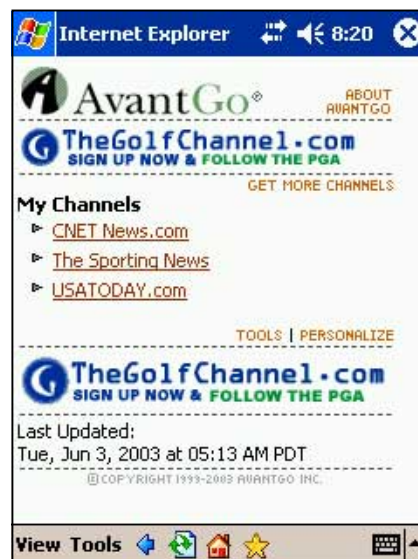 Internet Explorer 8:20
AvantGo®
ABOUT
AVANTGO
TheGolfChannel.com
SIGN UP NOW & FOLLOW THE PGA
GET MORE CHANNELS
My Channels
CNET News.com
The Sporting News
USATODAY.com
TOOLS | PERSONALIZE
TheGolfChannel.com
SIGN UP NOW & FOLLOW THE PGA
Last Updated:
Tue, Jun 3, 2003 at 05:13 AM PDT
©COPYRIGHT 1999-2003 AVANTGO INC.
View Tools